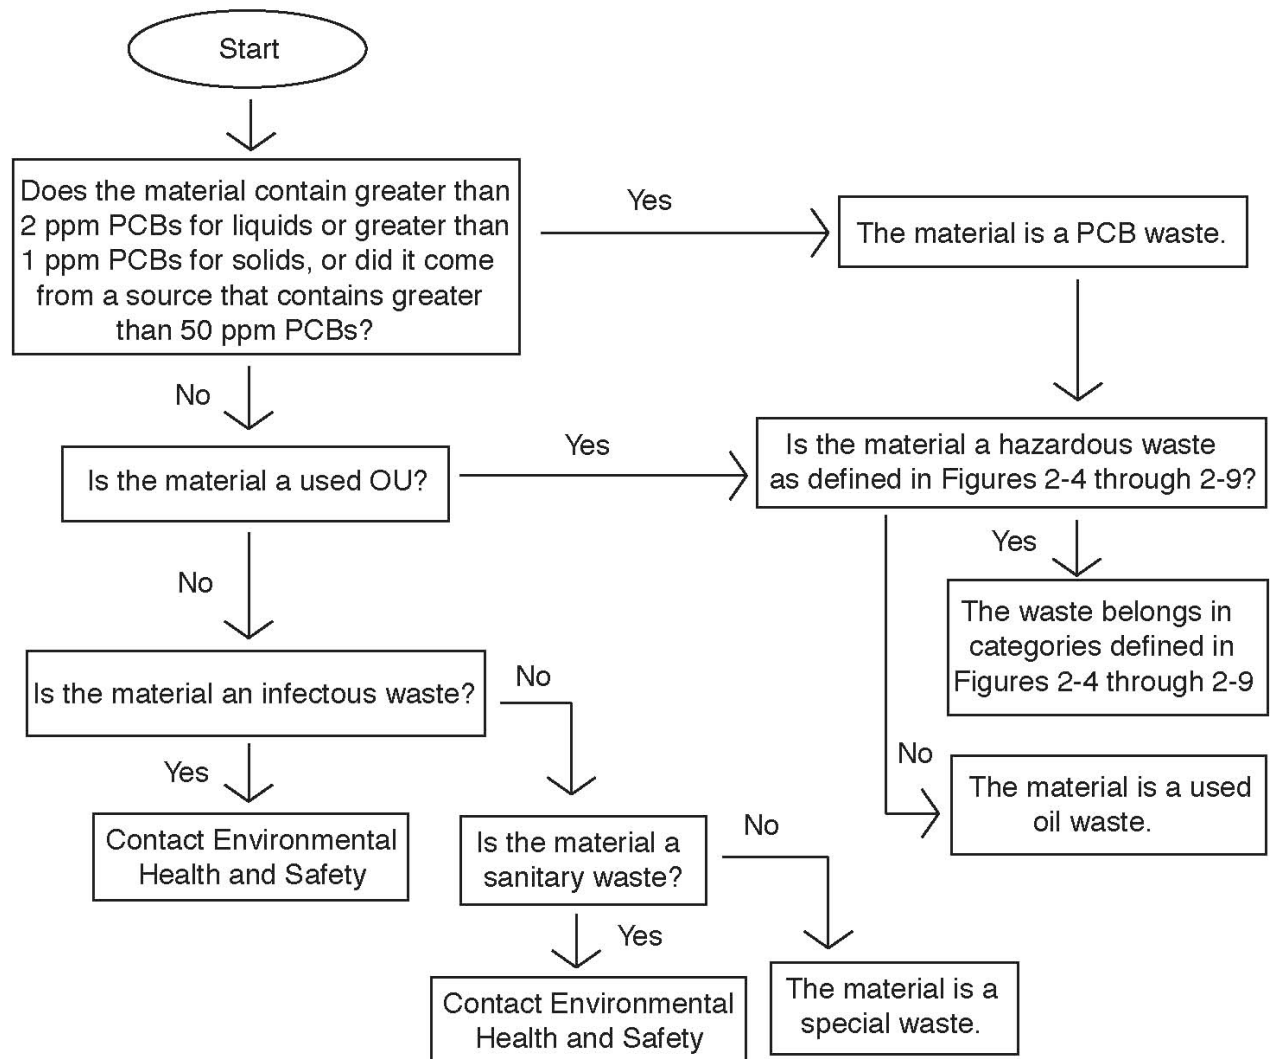 Start
Does the material contain greater than
2 ppm PCBs for liquids or greater than
1 ppm PCBs for solids, or did it come
from a source that contains greater
than 50 ppm PCBs?
Yes
The material is a PCB waste.
No
Is the material a used OU?
Yes
Is the material a hazardous waste
as defined in Figures 2-4 through 2-9?
Yes
The waste belongs in
categories defined in
Figures 2-4 through 2-9
No
The material is a used
oil waste.
No
Is the material an infectous waste?
No
Yes
Contact Environmental
Health and Safety
Is the material a
sanitary waste?
No
Yes
Contact Environmental
Health and Safety
The material is a
special waste.